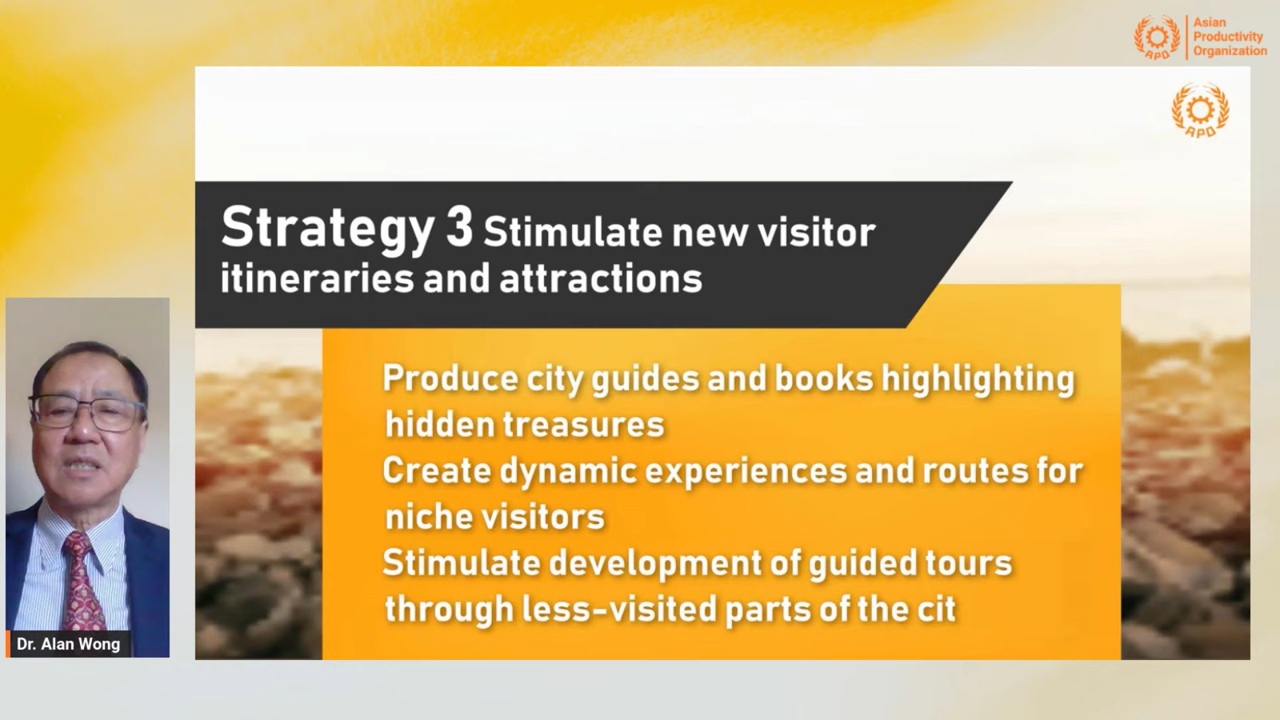 Asian
Productivity
Organization
APO
APO
Strategy 3 Stimulate new visitor
itineraries and attractions
Produce city guides and books highlighting
hidden treasures
Create dynamic experiences and routes for
niche visitors
Stimulate development of guided tours
through less-visited parts of the cit
Dr. Alan Wong